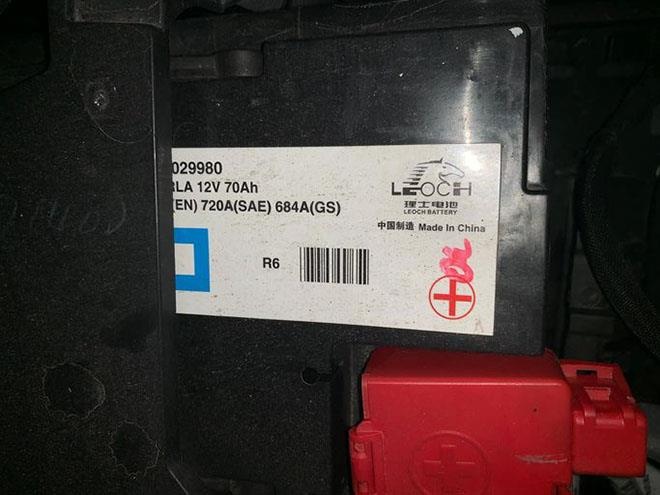 029980
RLA 12V 70Ah
(EN) 720A(SAE) 684A(GS)
R6
LEOCH
理士电池
LEOCH BATTERY
中国制造 Made In China